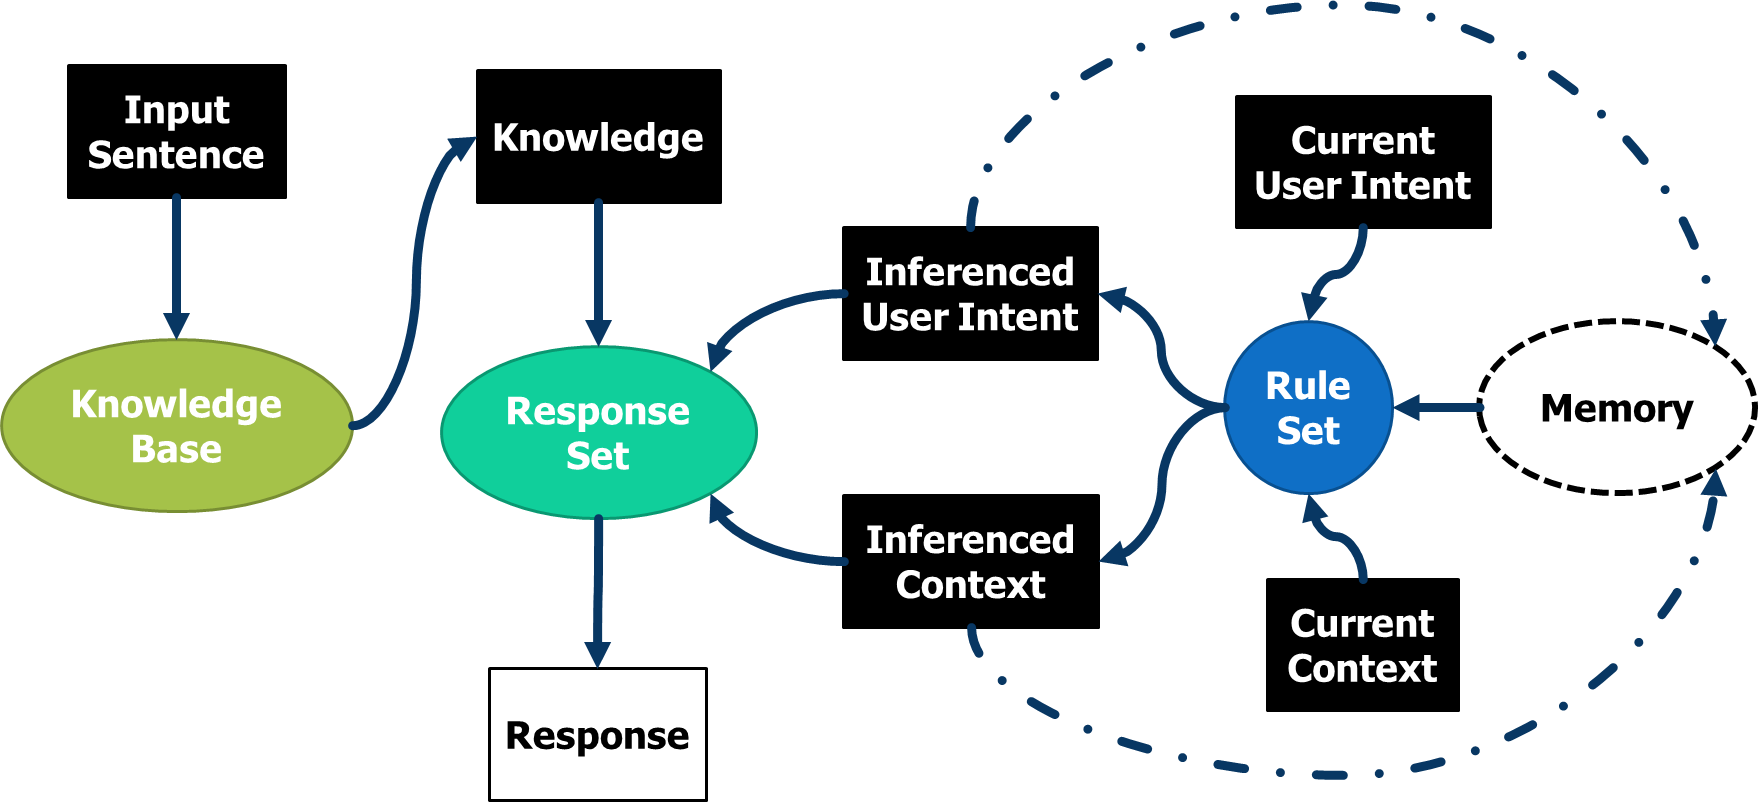 Input
Sentence
Knowledge
Current
User Intent
Inferenced
User Intent
Knowledge
Base
Response
Set
Rule
Set
Memory
Inferenced
Context
Current
Context
Response